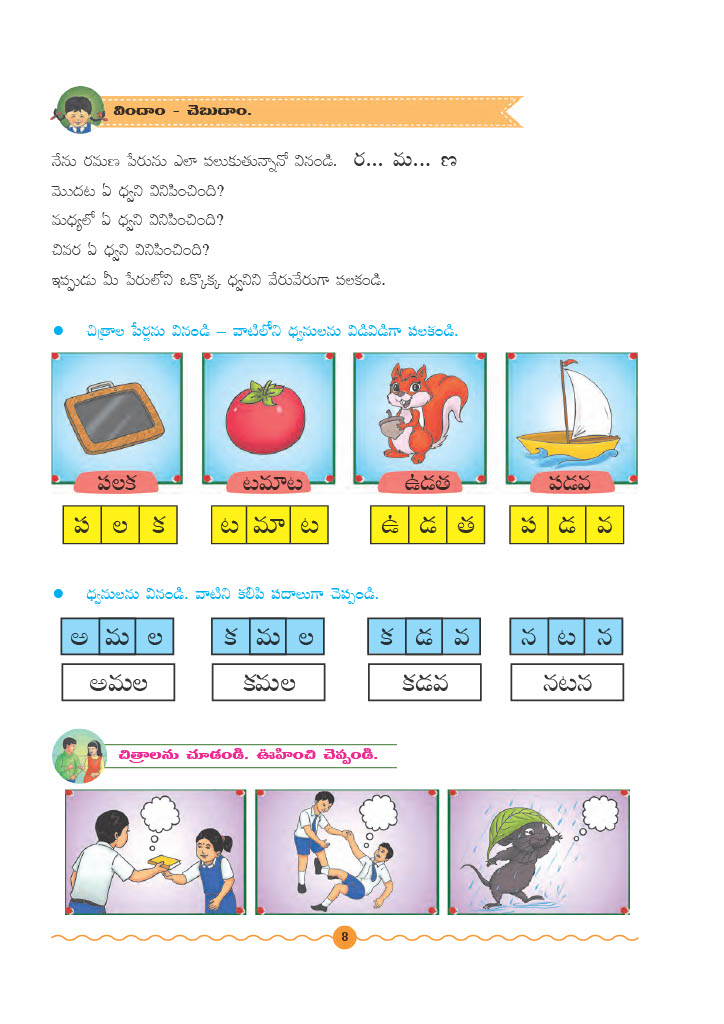 విందాం - చెబుదాం.
నేను రమణ పేరును ఎలా పలుకుతున్నానో వినండి. ర... మ... ణ
మొదట ఏ ధ్వని వినిపించింది?
మధ్యలో ఏ ధ్వని వినిపించింది?
చివర ఏ ధ్వని వినిపించింది?
ఇప్పుడు మీ పేరులోని ఒక్కొక్క ధ్వనిని వేరువేరుగా పలకండి.
● చిత్రాల పేర్లను వినండి – వాటిలోని ధ్వనులను విడివిడిగా పలకండి.
పలక టమాట ఉడత పడవ
ప ల క ట మా ట ఉ డ త ప డ వ
● ధ్వనులను వినండి. వాటిని కలిపి పదాలుగా చెప్పండి.
అ మ ల క మ ల క డ వ న ట న
అమల కమల కడవ నటన
చిత్రాలను చూడండి. ఊహించి చెప్పండి.
8